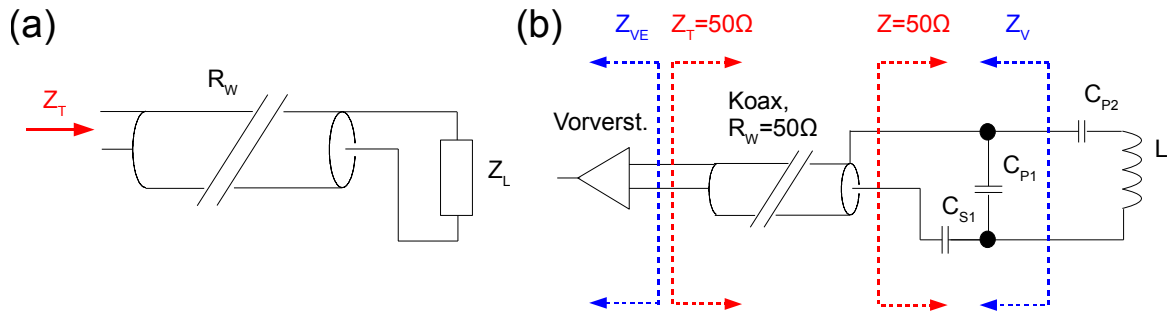 (a)
Z_T
R_W
Z_L
(b)
Z_VE
Z_T=50Ω
Z=50Ω
Z_V
Vorverst.
Koax,
R_W=50Ω
C_P2
L
C_P1
C_S1